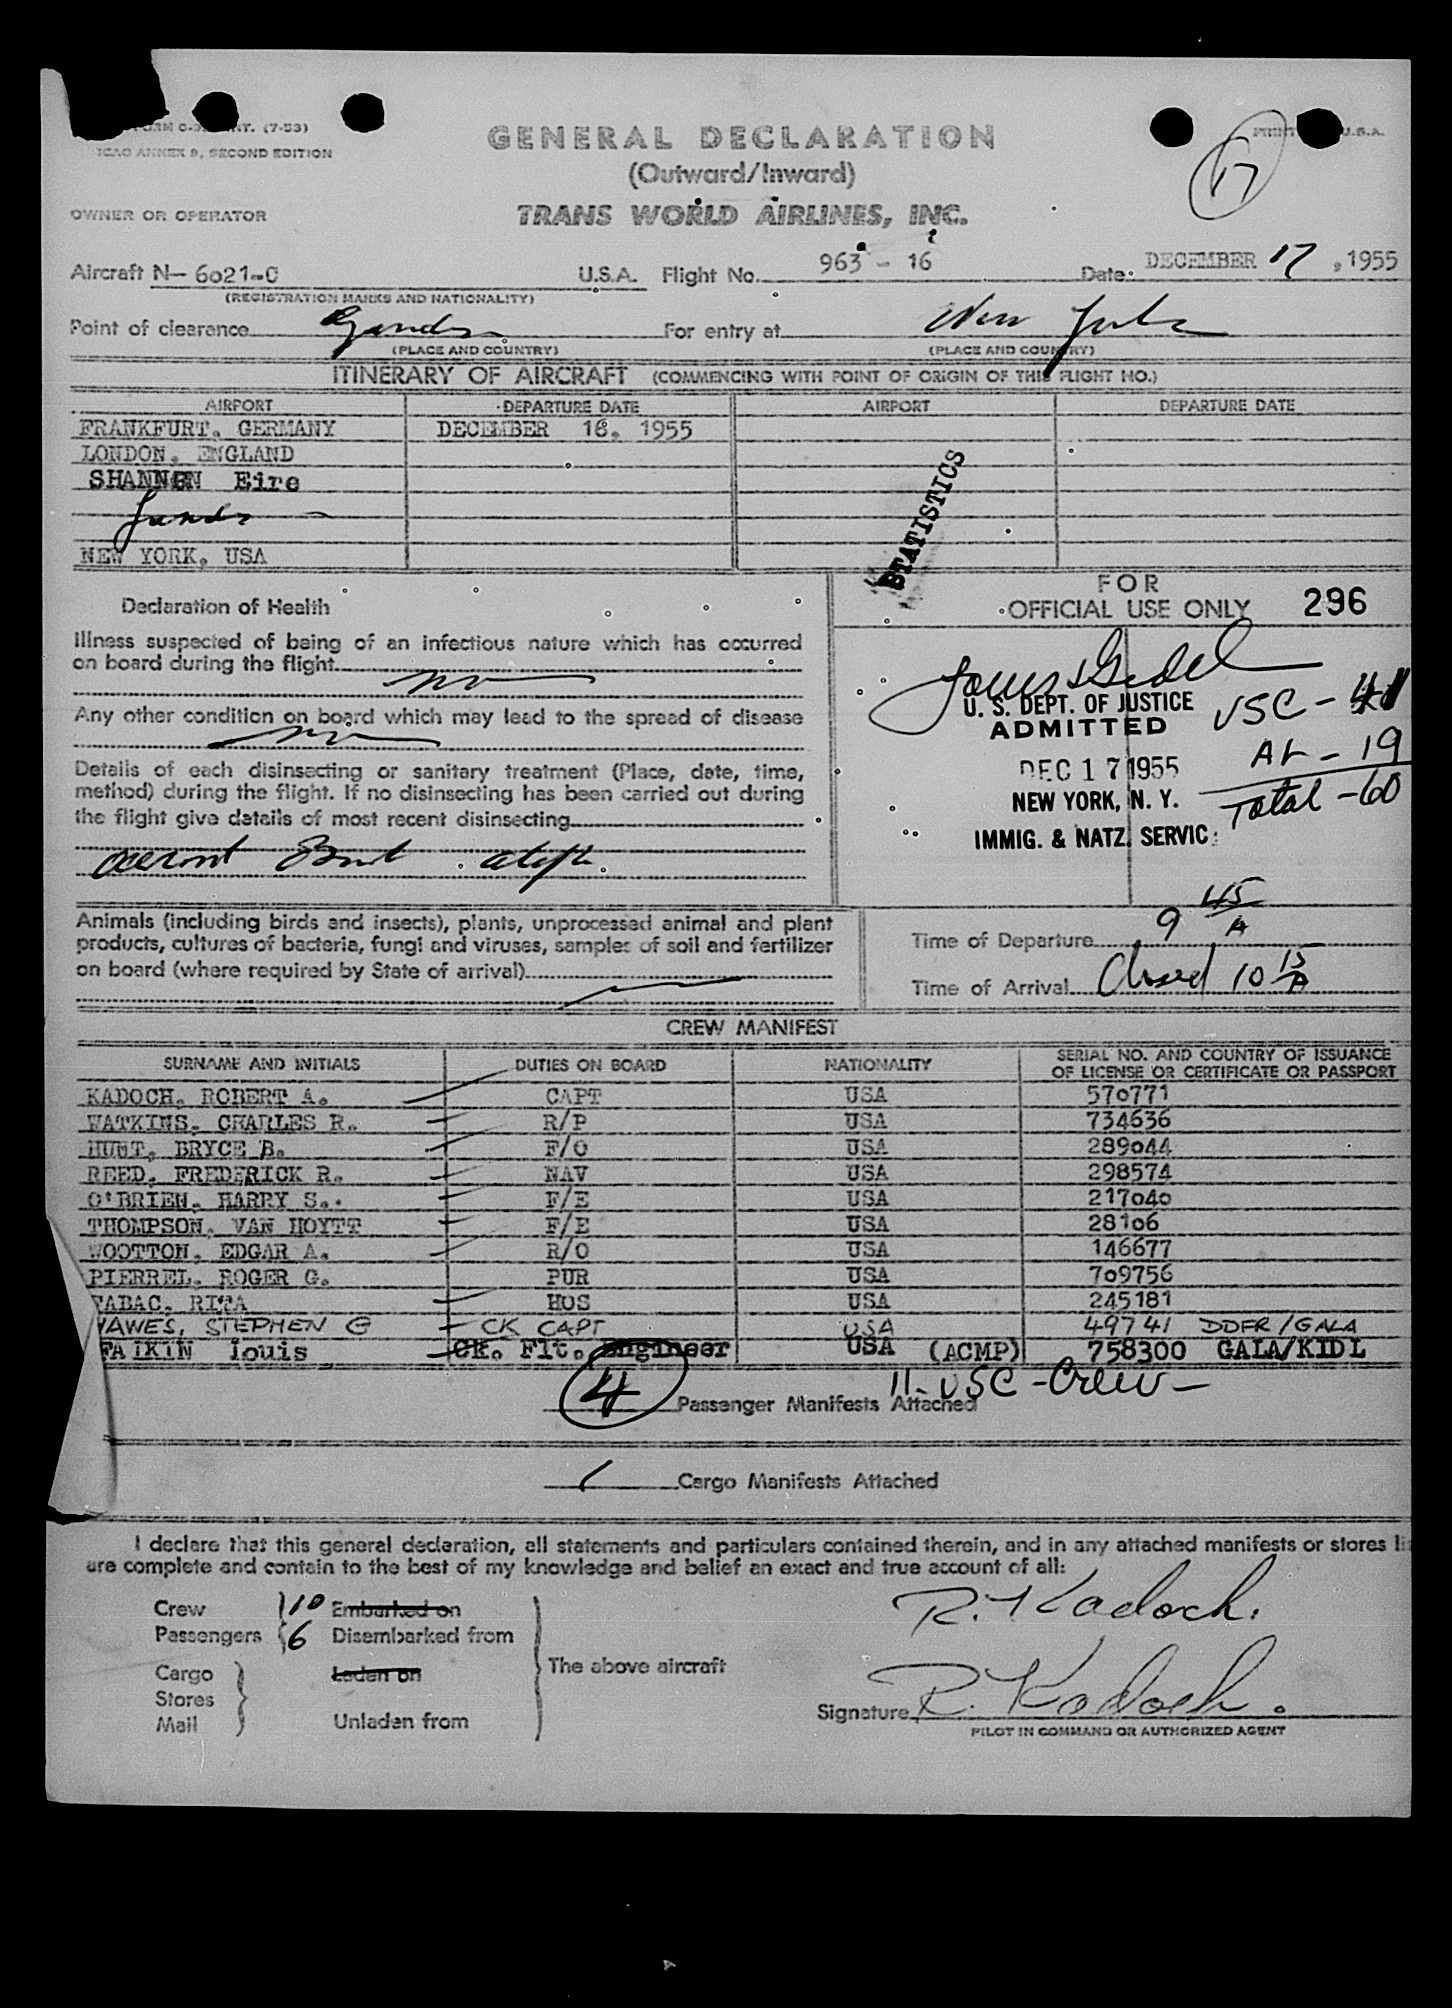 FORM C-3 INT. (7-53)
ICAO ANNEX 9, SECOND EDITION
PRINT U.S.A.
17
GENERAL DECLARATION
(Outward/Inward)
OWNER OR OPERATOR
TRANS WORLD AIRLINES, INC.
Aircraft N- 6021-C U.S.A. Flight No. 963 - 16 Date: DECEMBER 17, 1955
(REGISTRATION MARKS AND NATIONALITY)
Point of clearance Gander For entry at New York
(PLACE AND COUNTRY) (PLACE AND COUNTRY)
ITINERARY OF AIRCRAFT (COMMENCING WITH POINT OF ORIGIN OF THIS FLIGHT NO.)
AIRPORT DEPARTURE DATE AIRPORT DEPARTURE DATE
FRANKFURT, GERMANY DECEMBER 16, 1955
LONDON, ENGLAND
SHANNON Eire
Gander
NEW YORK, USA
STATISTICS
Declaration of Health
Illness suspected of being of an infectious nature which has occurred
on board during the flight
no
Any other condition on board which may lead to the spread of disease
no
Details of each disinsecting or sanitary treatment (Place, date, time,
method) during the flight. If no disinsecting has been carried out during
the flight give details of most recent disinsecting
FOR
OFFICIAL USE ONLY 296
U. S. DEPT. OF JUSTICE
ADMITTED
DEC 17 1955
NEW YORK, N. Y.
IMMIG. & NATZ. SERVIC
USC - 41
AL - 19
Total - 60
Animals (including birds and insects), plants, unprocessed animal and plant
products, cultures of bacteria, fungi and viruses, samples of soil and fertilizer
on board (where required by State of arrival)
Time of Departure 9 45 A
Time of Arrival Closed 10 15 A
CREW MANIFEST
SURNAME AND INITIALS DUTIES ON BOARD NATIONALITY SERIAL NO. AND COUNTRY OF ISSUANCE
OF LICENSE OR CERTIFICATE OR PASSPORT
KADOCH, ROBERT A. CAPT USA 570771
WATKINS, CHARLES R. R/P USA 734636
HUNT, BRYCE B. F/O USA 289044
REED, FREDERICK R. NAV USA 298574
O'BRIEN, HARRY S. F/E USA 217040
THOMPSON, VAN HOYTT F/E USA 28106
WOOTTON, EDGAR A. R/O USA 146677
PIERREL, ROGER G. PUR USA 709756
TABAC, RITA HOS USA 245181
HAWES, STEPHEN G CK CAPT USA 49741 DDFR/GALA
FAIKIN louis CK. Flt. Engineer USA (ACMP) 758300 GALA/KIDL
11-USC-Crew-
4 Passenger Manifests Attached
1 Cargo Manifests Attached
I declare that this general declaration, all statements and particulars contained therein, and in any attached manifests or stores li
are complete and contain to the best of my knowledge and belief an exact and true account of all:
Crew 10 Embarked on
Passengers 6 Disembarked from
Cargo Laden on
Stores
Mail Unladen from
The above aircraft
R. Kadoch.
Signature R. Kadoch.
PILOT IN COMMAND OR AUTHORIZED AGENT